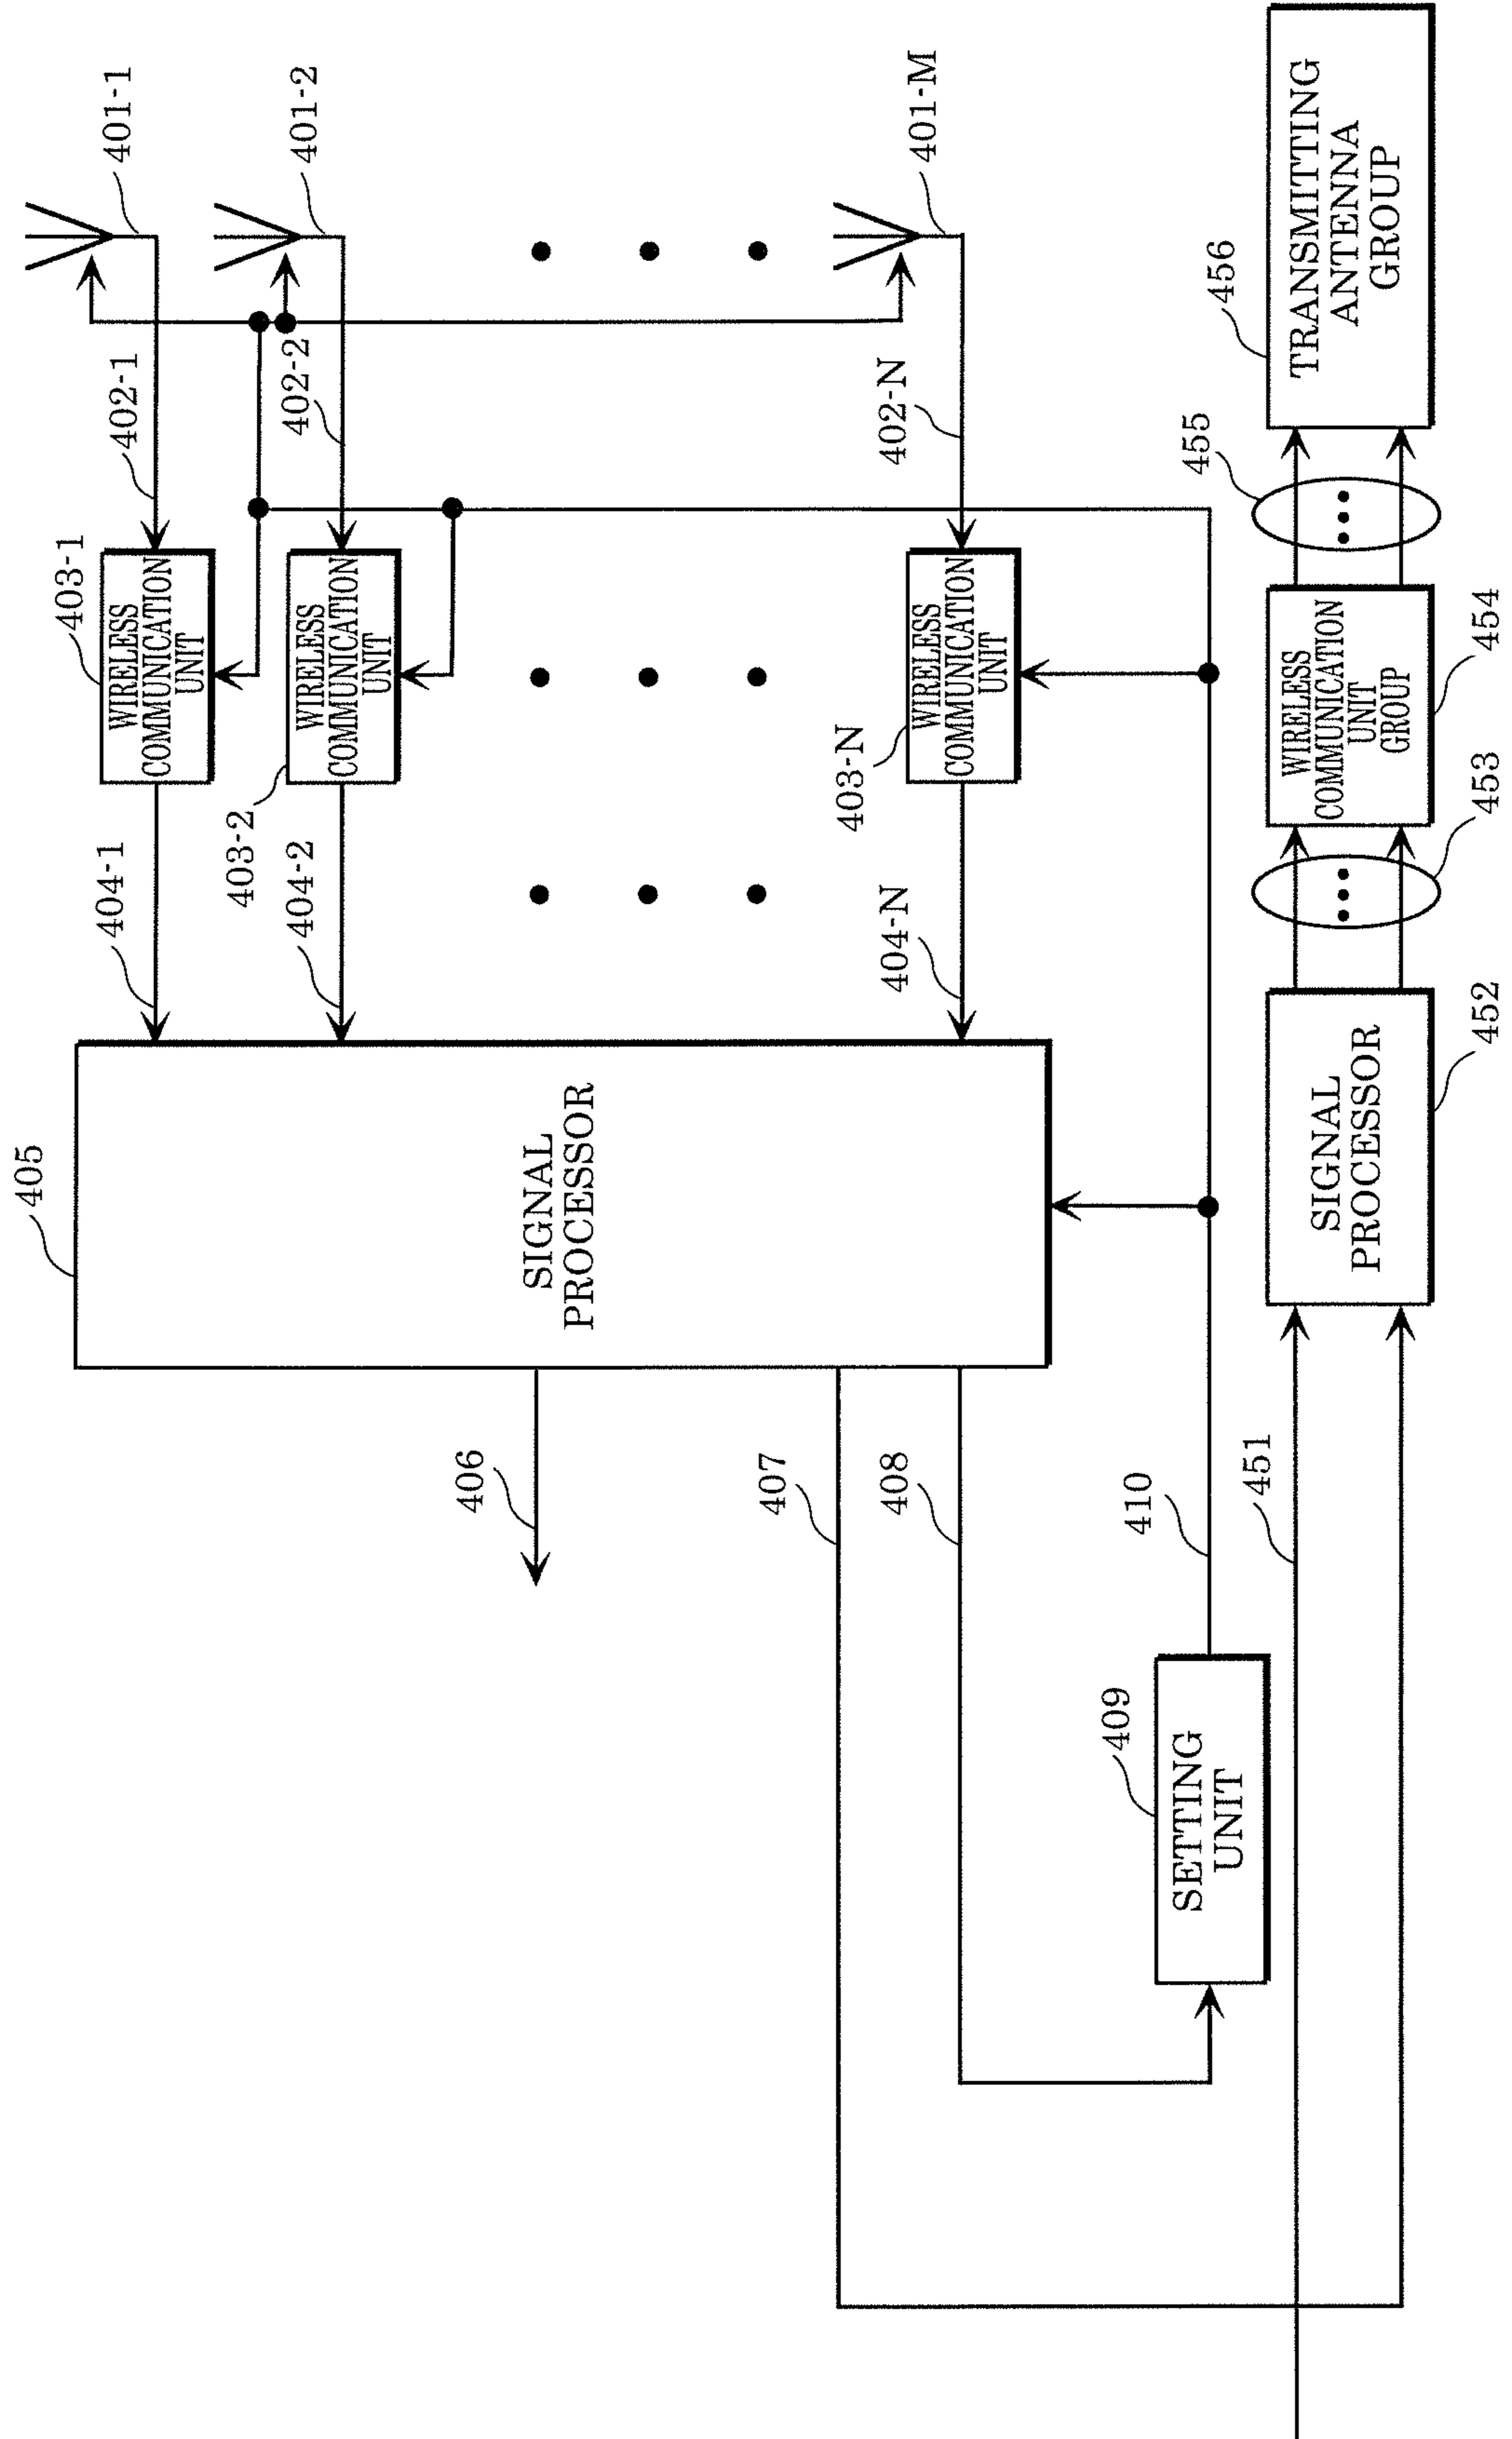 401-1
401-2
401-M
402-1
402-2
402-N
403-1
WIRELESS
COMMUNICATION
UNIT
403-2
WIRELESS
COMMUNICATION
UNIT
403-N
WIRELESS
COMMUNICATION
UNIT
404-1
404-2
404-N
405
SIGNAL
PROCESSOR
406
407
408
409
SETTING
UNIT
410
451
452
SIGNAL
PROCESSOR
453
454
WIRELESS
COMMUNICATION
UNIT
GROUP
455
456
TRANSMITTING
ANTENNA
GROUP